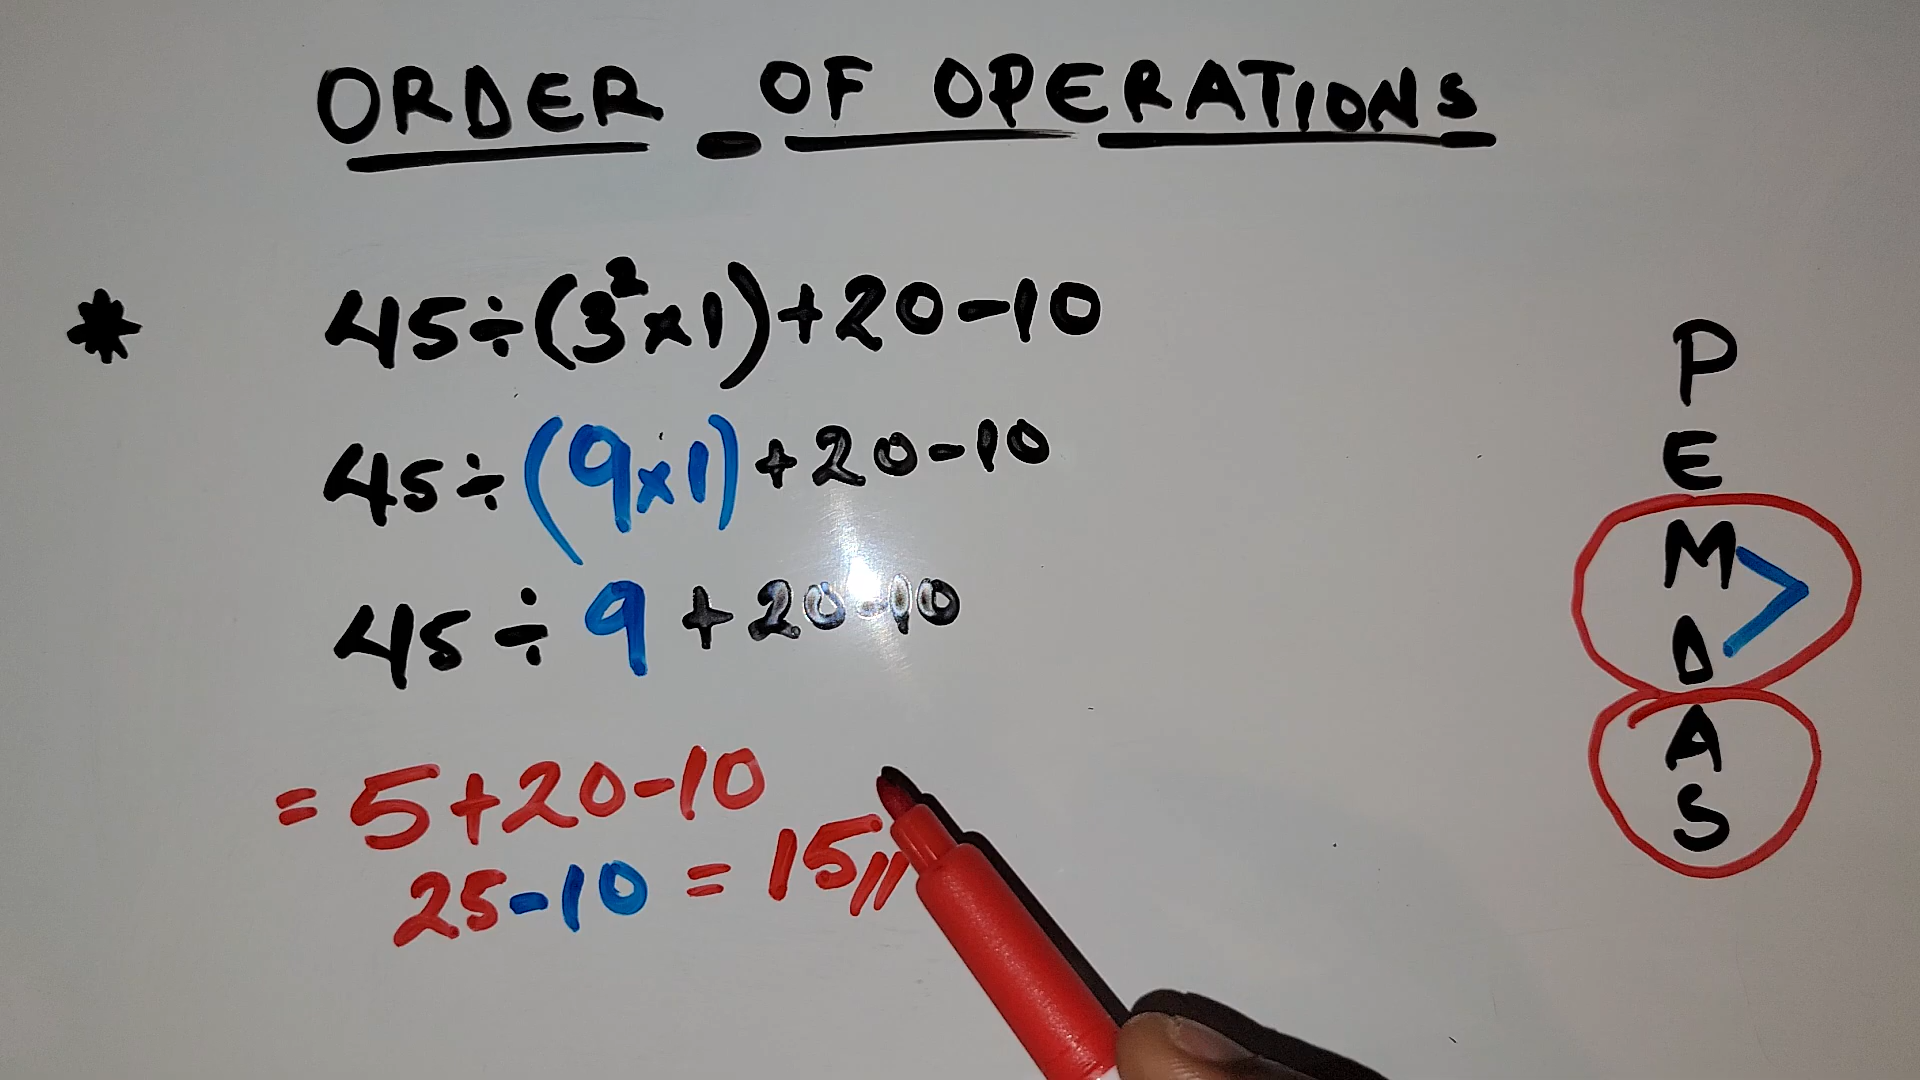 ORDER OF OPERATIONS
* 45÷(3²×1)+20-10
45÷(9×1)+20-10
45÷9+20-10
=5+20-10
25-10=15
P
E
M
D
A
S